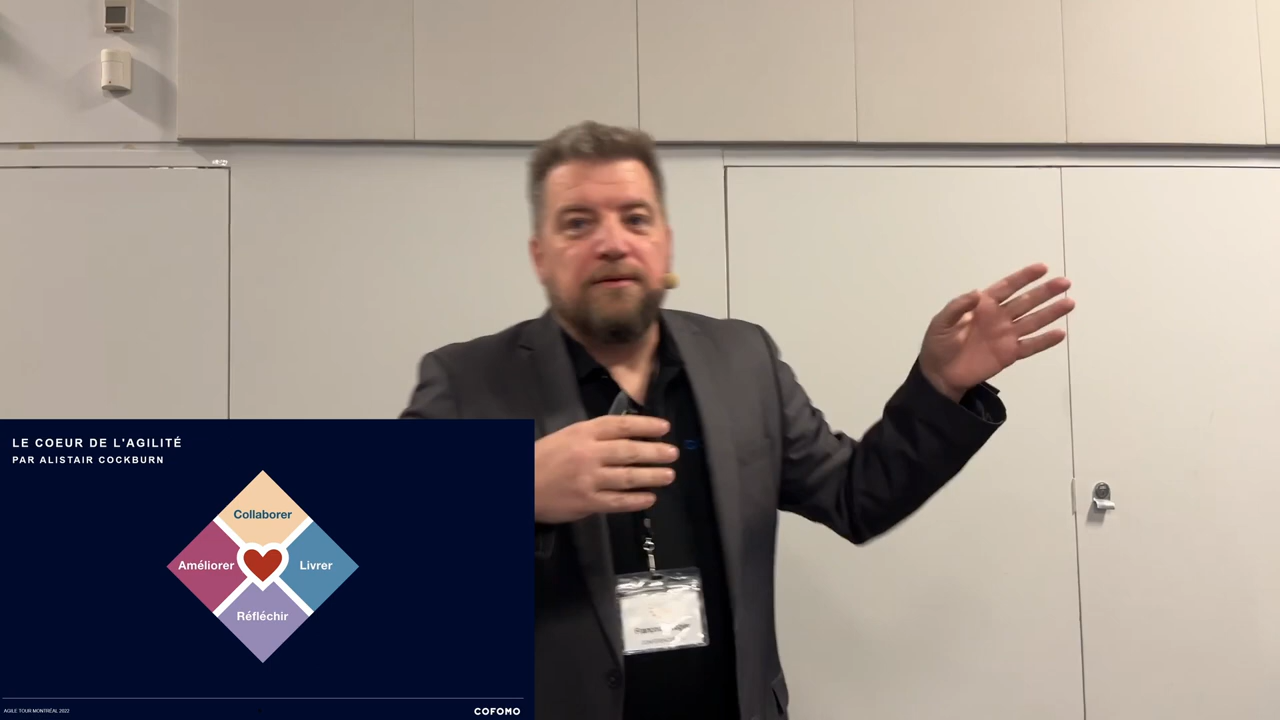 LE COEUR DE L'AGILITÉ
PAR ALISTAIR COCKBURN
Collaborer
Améliorer
Livrer
Réfléchir
AGILE TOUR MONTRÉAL 2022
COFOMO